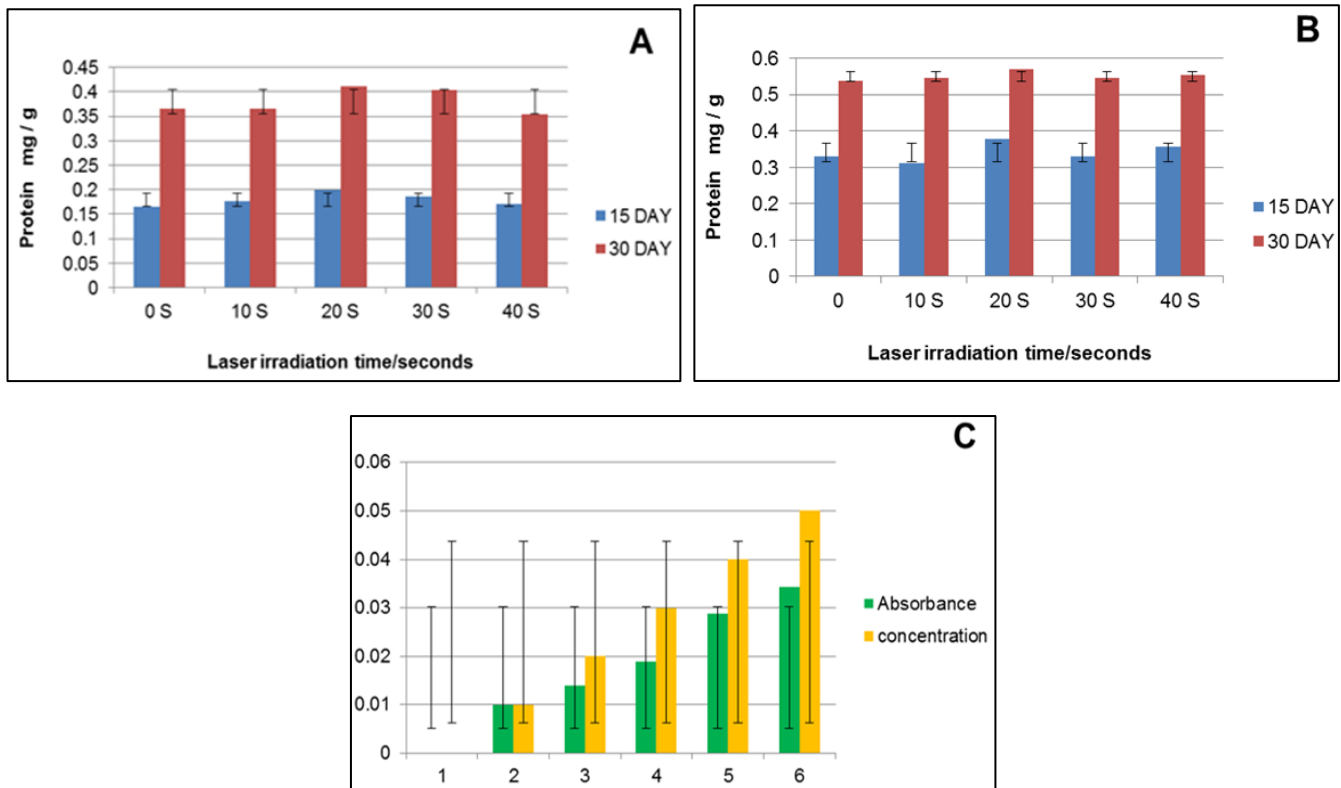 A
Protein mg / g
0.45
0.4
0.35
0.3
0.25
0.2
0.15
0.1
0.05
0
0 S 10 S 20 S 30 S 40 S
Laser irradiation time/seconds
15 DAY
30 DAY
B
Protein mg / g
0.6
0.5
0.4
0.3
0.2
0.1
0
0 10 S 20 S 30 S 40 S
Laser irradiation time/seconds
15 DAY
30 DAY
C
0.06
0.05
0.04
0.03
0.02
0.01
0
1 2 3 4 5 6
Absorbance
concentration